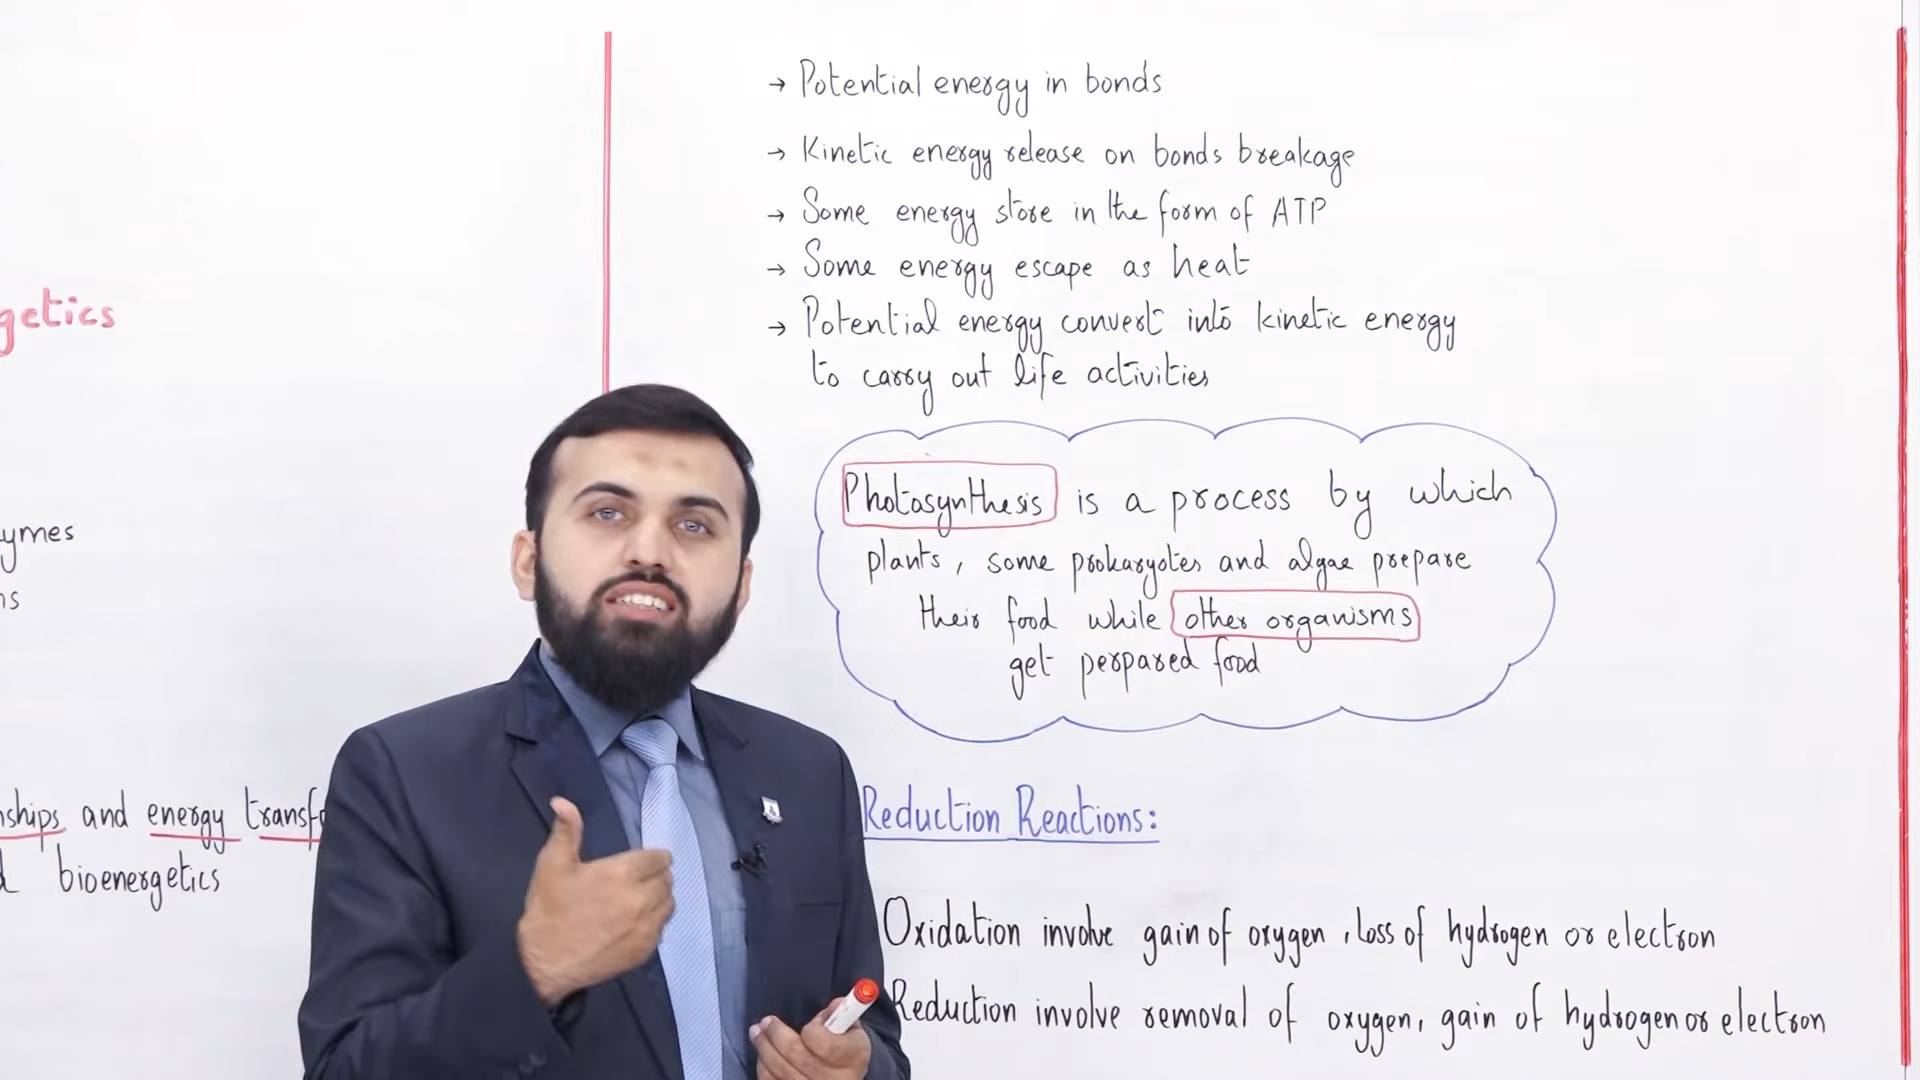 → Potential energy in bonds
→ Kinetic energy release on bonds breakage
→ Some energy store in the form of ATP
→ Some energy escape as heat
→ Potential energy convert into kinetic energy
to carry out life activities
getics
Photosynthesis is a process by which
plants, some prokaryotes and algae prepare
their food while other organisms
get perpared food
ymes
ns
nships and energy transfo
d bioenergetics
Reduction Reactions:
Oxidation involve gain of oxygen, loss of hydrogen or electron
Reduction involve removal of oxygen, gain of hydrogen or electron